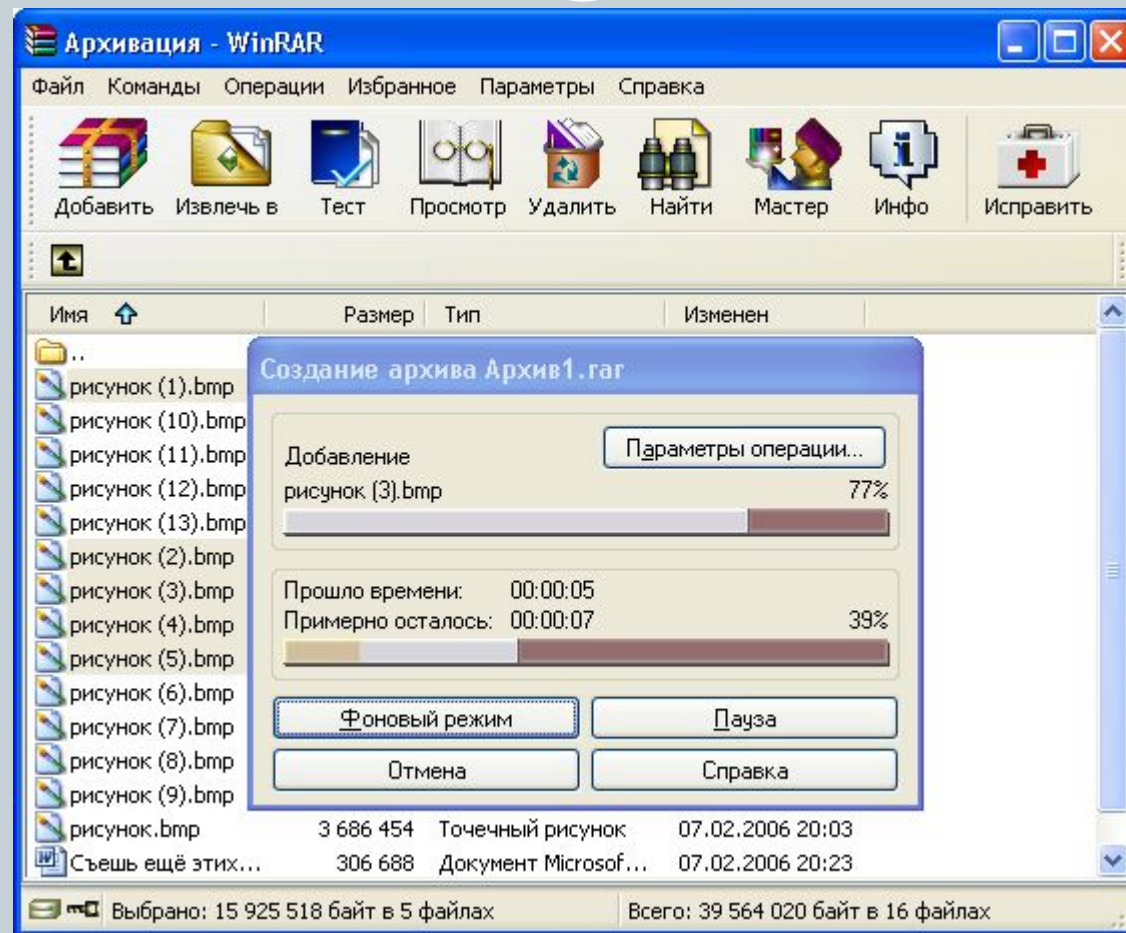 Архивация - WinRAR
Файл Команды Операции Избранное Параметры Справка
Добавить Извлечь в Тест Просмотр Удалить Найти Мастер Инфо Исправить
Имя Размер Тип Изменен
..
рисунок (1).bmp
рисунок (10).bmp
рисунок (11).bmp
рисунок (12).bmp
рисунок (13).bmp
рисунок (2).bmp
рисунок (3).bmp
рисунок (4).bmp
рисунок (5).bmp
рисунок (6).bmp
рисунок (7).bmp
рисунок (8).bmp
рисунок (9).bmp
рисунок.bmp 3 686 454 Точечный рисунок 07.02.2006 20:03
Съешь ещё этих... 306 688 Документ Microsof... 07.02.2006 20:23
Создание архива Архив1.rar
Параметры операции...
Добавление
рисунок (3).bmp 77%
Прошло времени: 00:00:05
Примерно осталось: 00:00:07 39%
Фоновый режим Пауза
Отмена Справка
Выбрано: 15 925 518 байт в 5 файлах Всего: 39 564 020 байт в 16 файлах